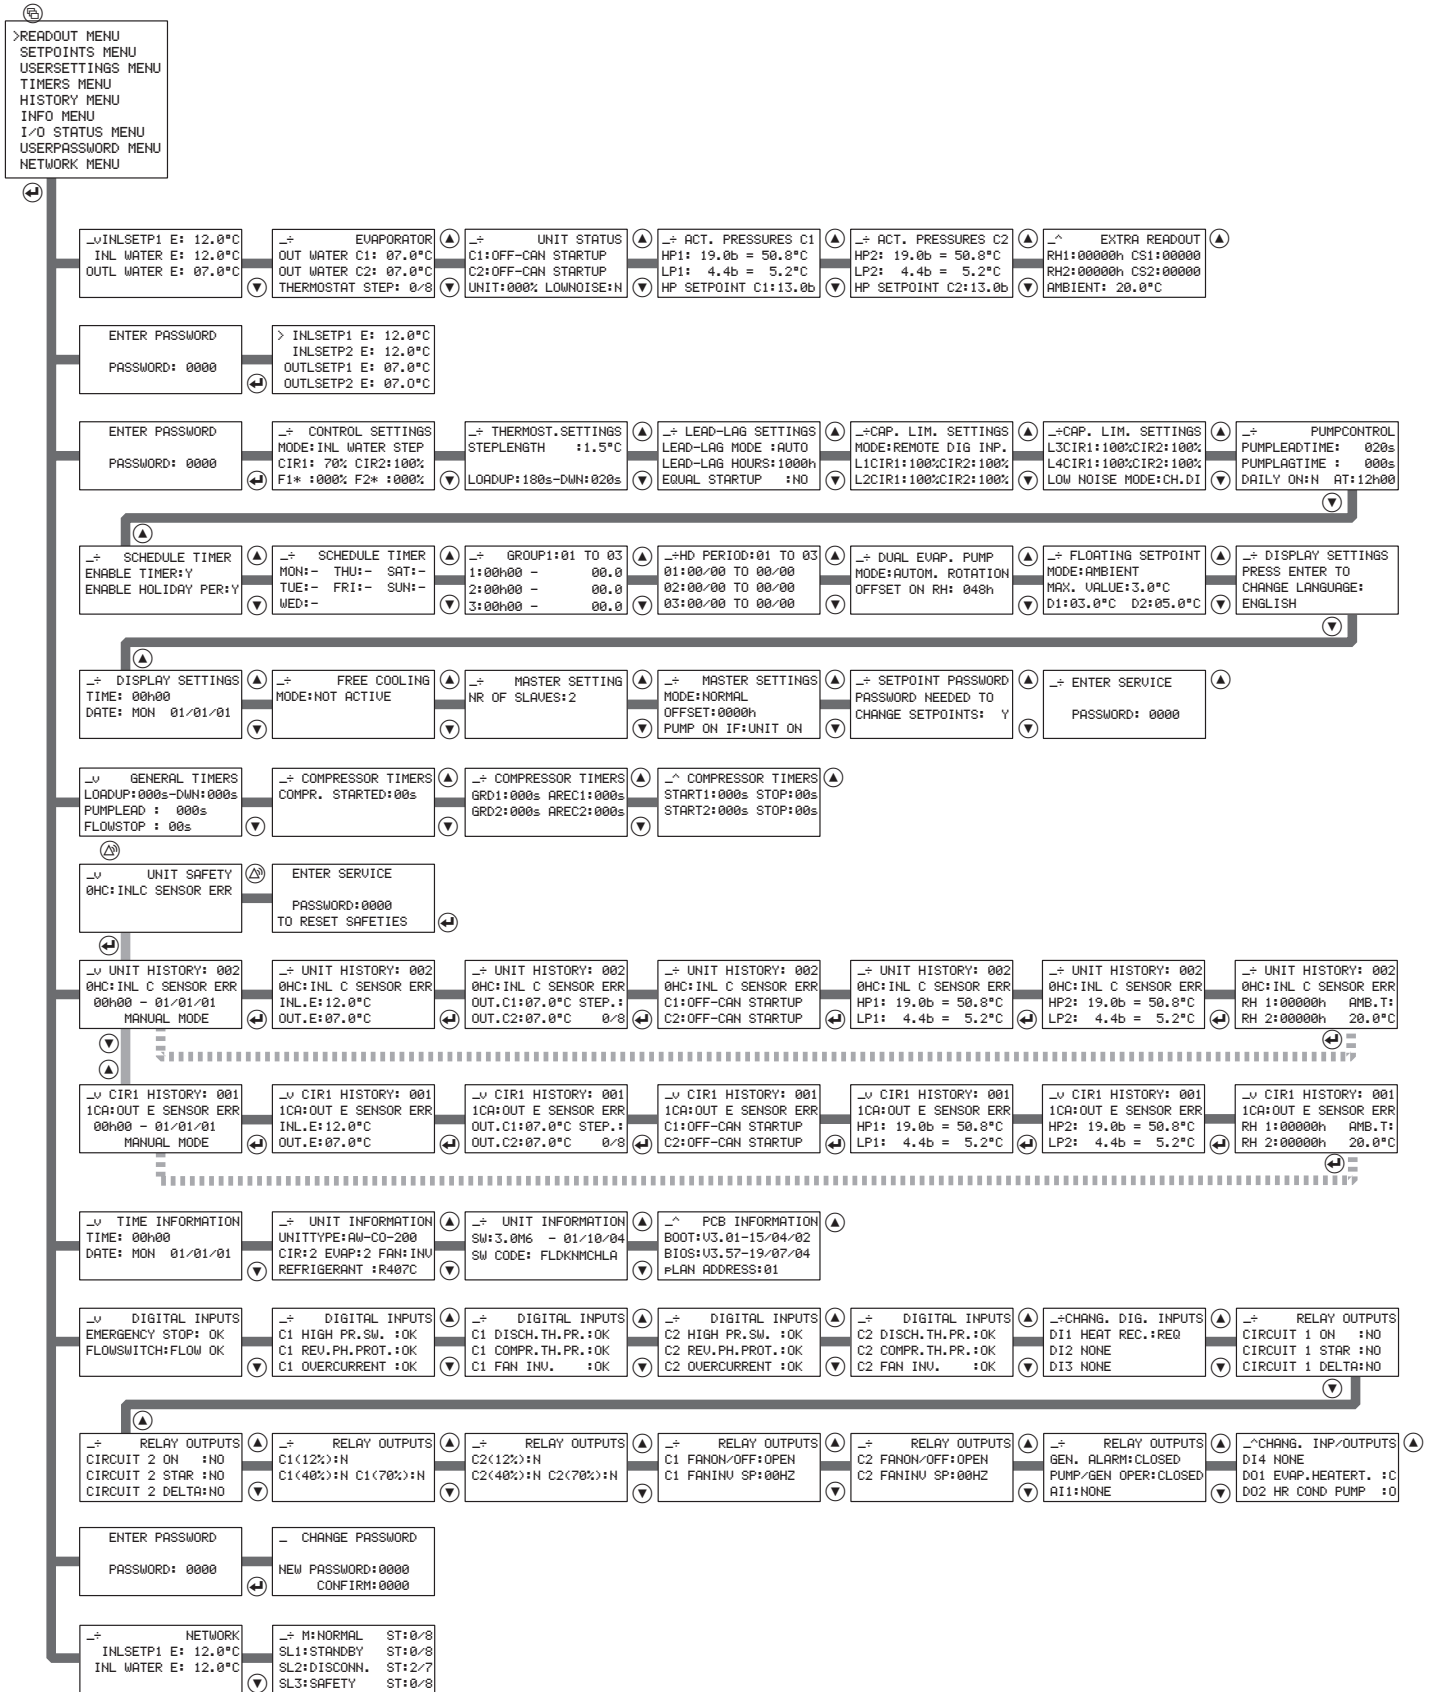 >READOUT MENU
SETPOINTS MENU
USERSETTINGS MENU
TIMERS MENU
HISTORY MENU
INFO MENU
I/O STATUS MENU
USERPASSWORD MENU
NETWORK MENU
_vINLSETP1 E: 12.0°C
INL WATER E: 12.0°C
OUTL WATER E: 07.0°C
_÷ EVAPORATOR
OUT WATER C1: 07.0°C
OUT WATER C2: 07.0°C
THERMOSTAT STEP: 0/8
_÷ UNIT STATUS
C1:OFF-CAN STARTUP
C2:OFF-CAN STARTUP
UNIT:000% LOWNOISE:N
_÷ ACT. PRESSURES C1
HP1: 19.0b = 50.8°C
LP1: 4.4b = 5.2°C
HP SETPOINT C1:13.0b
_÷ ACT. PRESSURES C2
HP2: 19.0b = 50.8°C
LP2: 4.4b = 5.2°C
HP SETPOINT C2:13.0b
_^ EXTRA READOUT
RH1:00000h CS1:00000
RH2:00000h CS2:00000
AMBIENT: 20.0°C
ENTER PASSWORD
PASSWORD: 0000
> INLSETP1 E: 12.0°C
INLSETP2 E: 12.0°C
OUTLSETP1 E: 07.0°C
OUTLSETP2 E: 07.0°C
ENTER PASSWORD
PASSWORD: 0000
_÷ CONTROL SETTINGS
MODE:INL WATER STEP
CIR1: 70% CIR2:100%
F1* :000% F2* :000%
_÷ THERMOST.SETTINGS
STEPLENGTH :1.5°C
LOADUP:180s-DWN:020s
_÷ LEAD-LAG SETTINGS
LEAD-LAG MODE :AUTO
LEAD-LAG HOURS:1000h
EQUAL STARTUP :NO
_÷CAP. LIM. SETTINGS
MODE:REMOTE DIG INP.
L1CIR1:100%CIR2:100%
L2CIR1:100%CIR2:100%
_÷CAP. LIM. SETTINGS
L3CIR1:100%CIR2:100%
L4CIR1:100%CIR2:100%
LOW NOISE MODE:CH.DI
_÷ PUMPCONTROL
PUMPLEADTIME: 020s
PUMPLAGTIME : 000s
DAILY ON:N AT:12h00
_÷ SCHEDULE TIMER
ENABLE TIMER:Y
ENABLE HOLIDAY PER:Y
_÷ SCHEDULE TIMER
MON:- THU:- SAT:-
TUE:- FRI:- SUN:-
WED:-
_÷ GROUP1:01 TO 03
1:00h00 - 00.0
2:00h00 - 00.0
3:00h00 - 00.0
_÷HD PERIOD:01 TO 03
01:00/00 TO 00/00
02:00/00 TO 00/00
03:00/00 TO 00/00
_÷ DUAL EVAP. PUMP
MODE:AUTOM. ROTATION
OFFSET ON RH: 048h
_÷ FLOATING SETPOINT
MODE:AMBIENT
MAX. VALUE:3.0°C
D1:03.0°C D2:05.0°C
_÷ DISPLAY SETTINGS
PRESS ENTER TO
CHANGE LANGUAGE:
ENGLISH
_÷ DISPLAY SETTINGS
TIME: 00h00
DATE: MON 01/01/01
_÷ FREE COOLING
MODE:NOT ACTIVE
_÷ MASTER SETTING
NR OF SLAVES:2
_÷ MASTER SETTINGS
MODE:NORMAL
OFFSET:0000h
PUMP ON IF:UNIT ON
_÷ SETPOINT PASSWORD
PASSWORD NEEDED TO
CHANGE SETPOINTS: Y
_÷ ENTER SERVICE
PASSWORD: 0000
_v GENERAL TIMERS
LOADUP:000s-DWN:000s
PUMPLEAD : 000s
FLOWSTOP : 00s
_÷ COMPRESSOR TIMERS
COMPR. STARTED:00s
_÷ COMPRESSOR TIMERS
GRD1:000s AREC1:000s
GRD2:000s AREC2:000s
_^ COMPRESSOR TIMERS
START1:000s STOP:00s
START2:000s STOP:00s
_v UNIT SAFETY
0HC:INLC SENSOR ERR
ENTER SERVICE
PASSWORD:0000
TO RESET SAFETIES
_v UNIT HISTORY: 002
0HC:INL C SENSOR ERR
00h00 - 01/01/01
MANUAL MODE
_÷ UNIT HISTORY: 002
0HC:INL C SENSOR ERR
INL.E:12.0°C
OUT.E:07.0°C
_÷ UNIT HISTORY: 002
0HC:INL C SENSOR ERR
OUT.C1:07.0°C STEP.:
OUT.C2:07.0°C 0/8
_÷ UNIT HISTORY: 002
0HC:INL C SENSOR ERR
C1:OFF-CAN STARTUP
C2:OFF-CAN STARTUP
_÷ UNIT HISTORY: 002
0HC:INL C SENSOR ERR
HP1: 19.0b = 50.8°C
LP1: 4.4b = 5.2°C
_÷ UNIT HISTORY: 002
0HC:INL C SENSOR ERR
HP2: 19.0b = 50.8°C
LP2: 4.4b = 5.2°C
_÷ UNIT HISTORY: 002
0HC:INL C SENSOR ERR
RH 1:00000h AMB.T:
RH 2:00000h 20.0°C
_v CIR1 HISTORY: 001
1CA:OUT E SENSOR ERR
00h00 - 01/01/01
MANUAL MODE
_v CIR1 HISTORY: 001
1CA:OUT E SENSOR ERR
INL.E:12.0°C
OUT.E:07.0°C
_v CIR1 HISTORY: 001
1CA:OUT E SENSOR ERR
OUT.C1:07.0°C STEP.:
OUT.C2:07.0°C 0/8
_v CIR1 HISTORY: 001
1CA:OUT E SENSOR ERR
C1:OFF-CAN STARTUP
C2:OFF-CAN STARTUP
_v CIR1 HISTORY: 001
1CA:OUT E SENSOR ERR
HP1: 19.0b = 50.8°C
LP1: 4.4b = 5.2°C
_v CIR1 HISTORY: 001
1CA:OUT E SENSOR ERR
HP2: 19.0b = 50.8°C
LP2: 4.4b = 5.2°C
_v CIR1 HISTORY: 001
1CA:OUT E SENSOR ERR
RH 1:00000h AMB.T:
RH 2:00000h 20.0°C
_v TIME INFORMATION
TIME: 00h00
DATE: MON 01/01/01
_÷ UNIT INFORMATION
UNITTYPE:AW-CO-200
CIR:2 EVAP:2 FAN:INV
REFRIGERANT :R407C
_÷ UNIT INFORMATION
SW:3.0M6 - 01/10/04
SW CODE: FLDKNMCHLA
_^ PCB INFORMATION
BOOT:V3.01-15/04/02
BIOS:V3.57-19/07/04
pLAN ADDRESS:01
_v DIGITAL INPUTS
EMERGENCY STOP: OK
FLOWSWITCH:FLOW OK
_÷ DIGITAL INPUTS
C1 HIGH PR.SW. :OK
C1 REV.PH.PROT.:OK
C1 OVERCURRENT :OK
_÷ DIGITAL INPUTS
C1 DISCH.TH.PR.:OK
C1 COMPR.TH.PR.:OK
C1 FAN INV. :OK
_÷ DIGITAL INPUTS
C2 HIGH PR.SW. :OK
C2 REV.PH.PROT.:OK
C2 OVERCURRENT :OK
_÷ DIGITAL INPUTS
C2 DISCH.TH.PR.:OK
C2 COMPR.TH.PR.:OK
C2 FAN INV. :OK
_÷CHANG. DIG. INPUTS
DI1 HEAT REC.:REQ
DI2 NONE
DI3 NONE
_÷ RELAY OUTPUTS
CIRCUIT 1 ON :NO
CIRCUIT 1 STAR :NO
CIRCUIT 1 DELTA:NO
_÷ RELAY OUTPUTS
CIRCUIT 2 ON :NO
CIRCUIT 2 STAR :NO
CIRCUIT 2 DELTA:NO
_÷ RELAY OUTPUTS
C1(12%):N
C1(40%):N C1(70%):N
_÷ RELAY OUTPUTS
C2(12%):N
C2(40%):N C2(70%):N
_÷ RELAY OUTPUTS
C1 FANON/OFF:OPEN
C1 FANINV SP:00HZ
_÷ RELAY OUTPUTS
C2 FANON/OFF:OPEN
C2 FANINV SP:00HZ
_÷ RELAY OUTPUTS
GEN. ALARM:CLOSED
PUMP/GEN OPER:CLOSED
AI1:NONE
_^CHANG. INP/OUTPUTS
DI4 NONE
DO1 EVAP.HEATERT. :C
DO2 HR COND PUMP :O
ENTER PASSWORD
PASSWORD: 0000
_ CHANGE PASSWORD
NEW PASSWORD:0000
CONFIRM:0000
_÷ NETWORK
INLSETP1 E: 12.0°C
INL WATER E: 12.0°C
_÷ M:NORMAL ST:0/8
SL1:STANDBY ST:0/8
SL2:DISCONN. ST:2/7
SL3:SAFETY ST:0/8